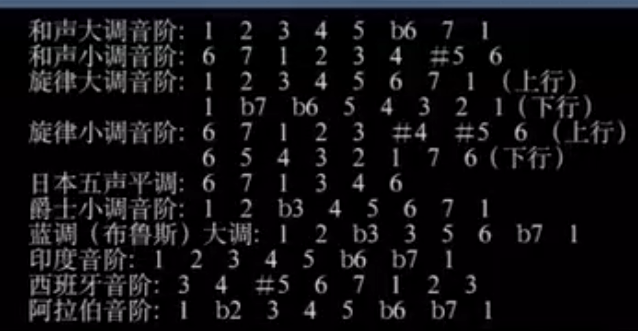 和声大调音阶: 1 2 3 4 5 b6 7 1
和声小调音阶: 6 7 1 2 3 4 #5 6
旋律大调音阶: 1 2 3 4 5 6 7 1 (上行)
1 b7 b6 5 4 3 2 1 (下行)
旋律小调音阶: 6 7 1 2 3 #4 #5 6 (上行)
6 5 4 3 2 1 7 6 (下行)
日本五声平调: 6 7 1 3 4 6
爵士小调音阶: 1 2 b3 4 5 6 7 1
蓝调 (布鲁斯) 大调: 1 2 b3 3 5 6 b7 1
印度音阶: 1 2 3 4 5 b6 b7 1
西班牙音阶: 3 4 #5 6 7 1 2 3
阿拉伯音阶: 1 b2 3 4 5 b6 b7 1